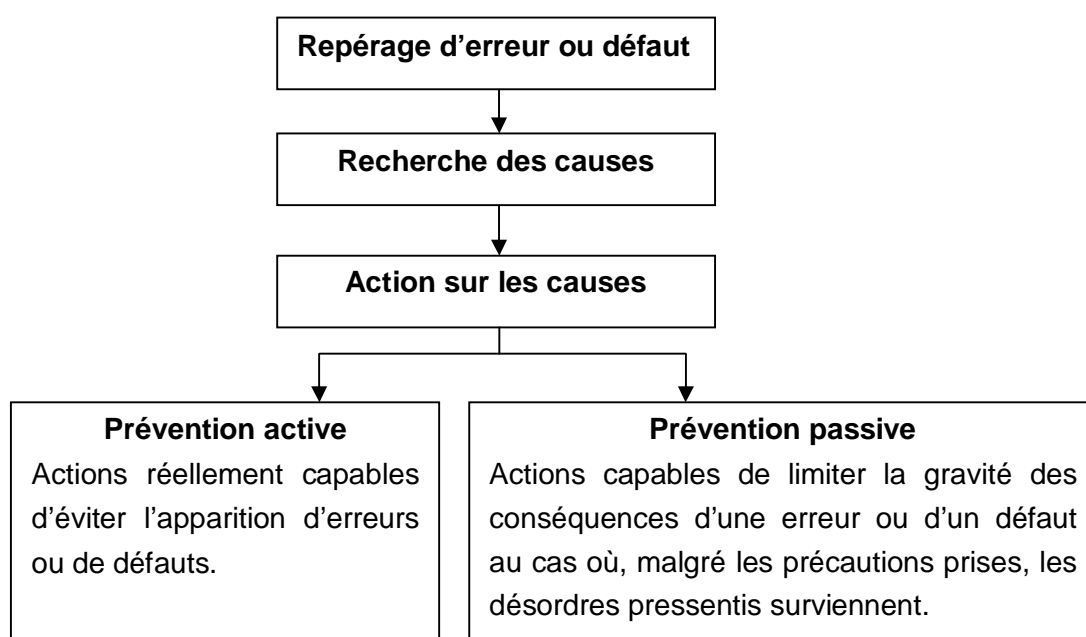 Repérage d’erreur ou défaut
Recherche des causes
Action sur les causes
Prévention active
Actions réellement capables
d’éviter l’apparition d’erreurs
ou de défauts.
Prévention passive
Actions capables de limiter la gravité des
conséquences d’une erreur ou d’un défaut
au cas où, malgré les précautions prises, les
désordres pressentis surviennent.